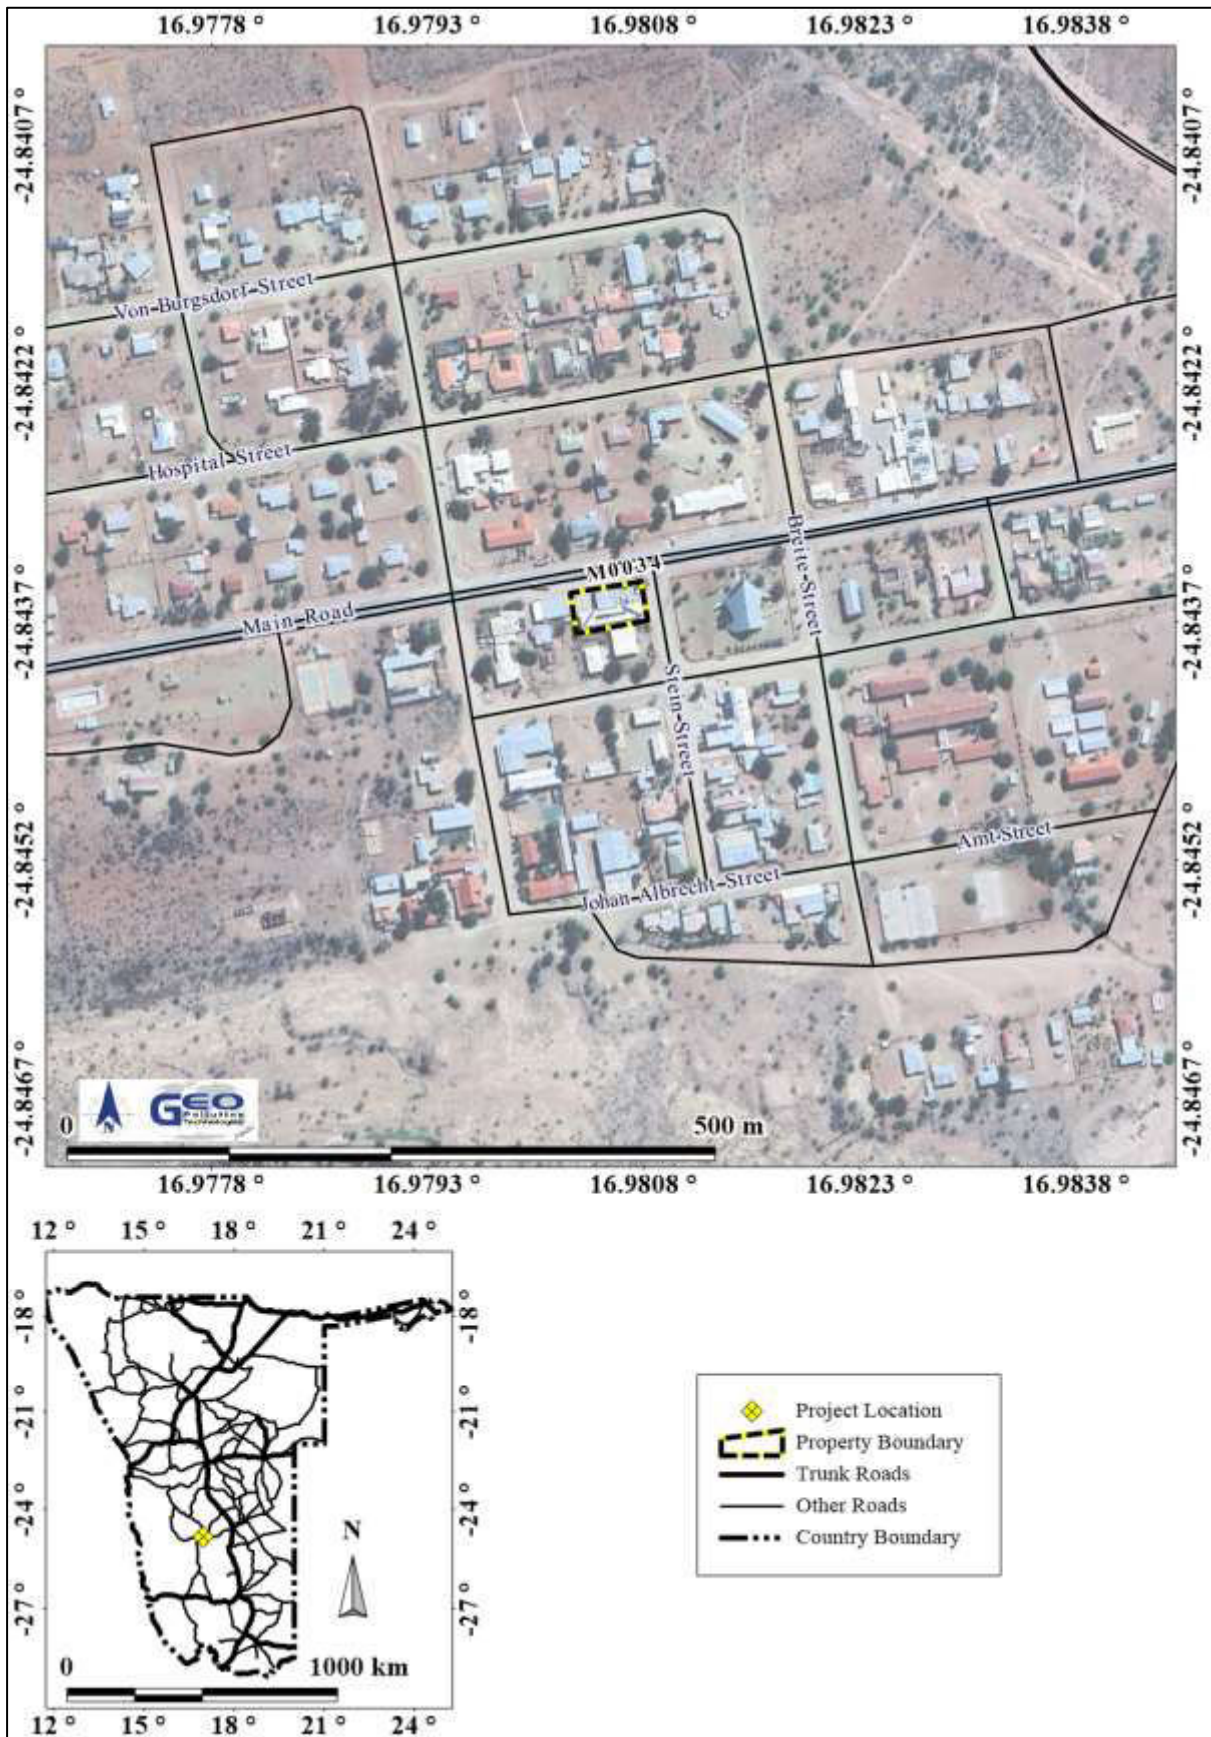 16.9778 ° 16.9793 ° 16.9808 ° 16.9823 ° 16.9838 °
-24.8407 ° -24.8407 °
Von Burgsdorf Street
-24.8422 ° -24.8422 °
Hospital Street
Breite Street
M0034
-24.8437 ° -24.8437 °
Main Road
Stein Street
-24.8452 ° -24.8452 °
Amt Street
Johan Albrecht Street
-24.8467 ° -24.8467 °
N
GEO
Pollution
Technologies
0 500 m
16.9778 ° 16.9793 ° 16.9808 ° 16.9823 ° 16.9838 °
12 ° 15 ° 18 ° 21 ° 24 °
-18 ° -18 °
-21 ° -21 °
-24 ° -24 °
-27 ° -27 °
N
0 1000 km
12 ° 15 ° 18 ° 21 ° 24 °
Project Location
Property Boundary
Trunk Roads
Other Roads
Country Boundary